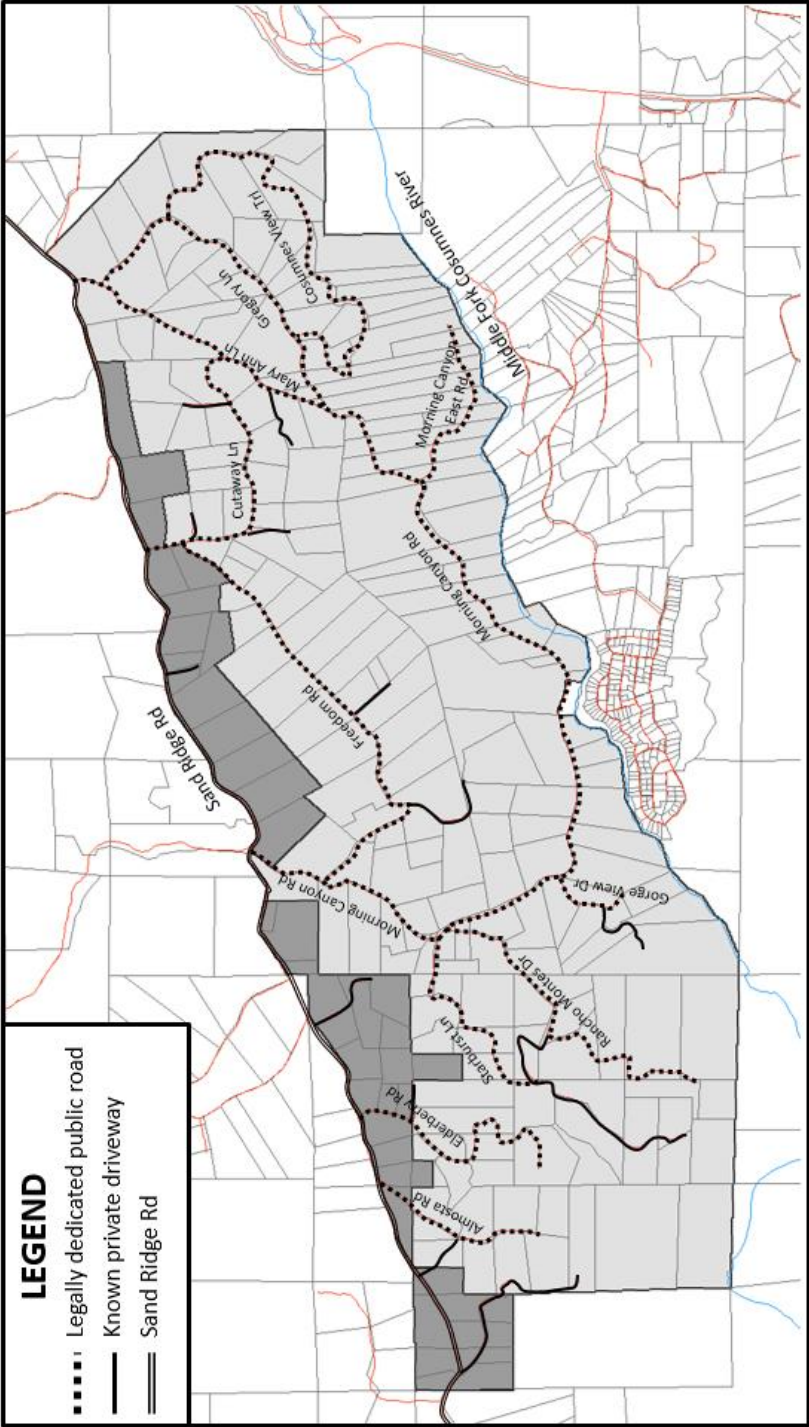 LEGEND
Legally dedicated public road
Known private driveway
Sand Ridge Rd
Sand Ridge Rd
Almosta Rd
Elderberry Rd
Starburst Ln
Rancho Montes Dr
Gorge View Dr
Morning Canyon Rd
Freedom Rd
Morning Canyon Rd
Cutaway Ln
Mary Ann Ln
Gregory Ln
Cosumnes View Trl
Morning Canyon
East Rd
Middle Fork Cosumnes River